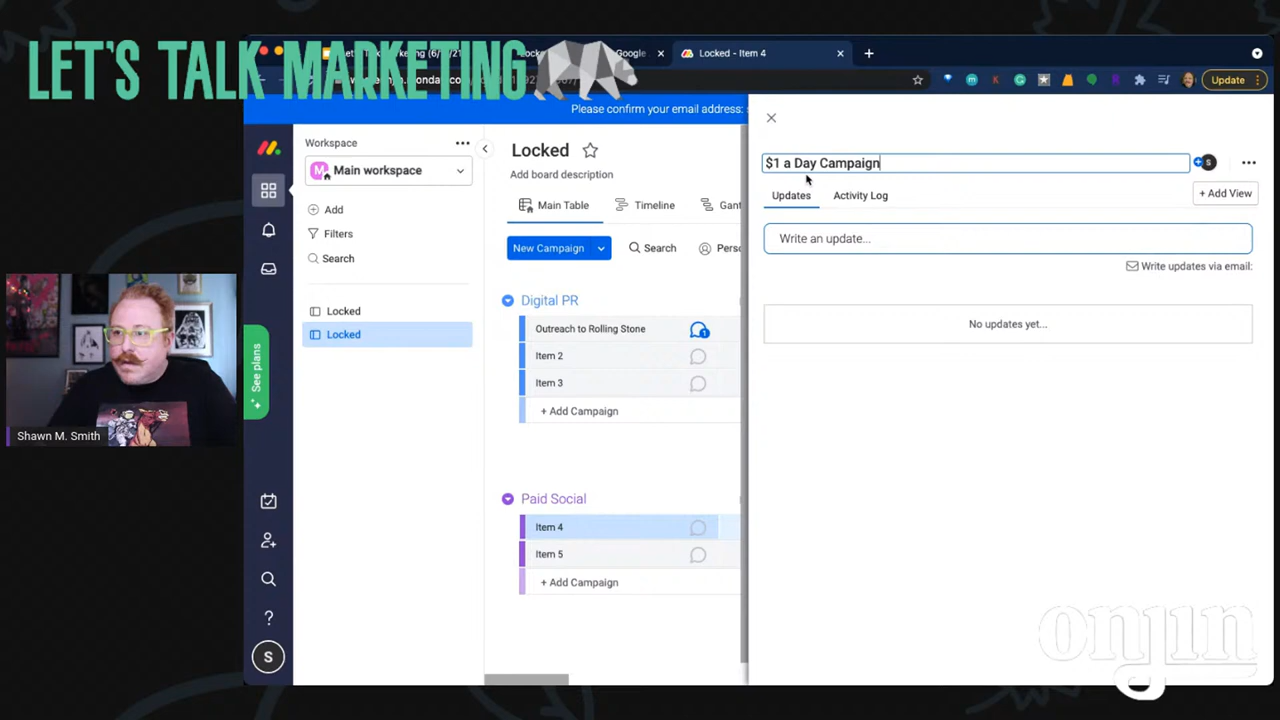 LET'S TALK MARKETING
Google
Locked - Item 4
Update
Please confirm your email address:
Workspace
Main workspace
Add
Filters
Search
Locked
Locked
See plans
S
Locked
Add board description
Main Table
Timeline
Gant
New Campaign
Search
Perso
Digital PR
Outreach to Rolling Stone
1
Item 2
Item 3
+ Add Campaign
Paid Social
Item 4
Item 5
+ Add Campaign
$1 a Day Campaign
S
Updates
Activity Log
+ Add View
Write an update...
Write updates via email:
No updates yet...
Shawn M. Smith
onjin